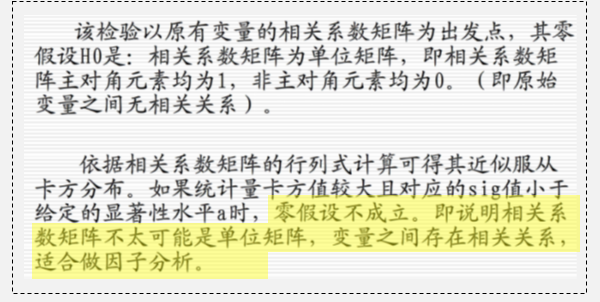 该检验以原有变量的相关系数矩阵为出发点，其零
假设H0是：相关系数矩阵为单位矩阵，即相关系数矩
阵主对角元素均为1，非主对角元素均为0。（即原始
变量之间无相关关系）。
依据相关系数矩阵的行列式计算可得其近似服从
卡方分布。如果统计量卡方值较大且对应的sig值小于
给定的显著性水平a时，零假设不成立。即说明相关系
数矩阵不太可能是单位矩阵，变量之间存在相关关系，
适合做因子分析。